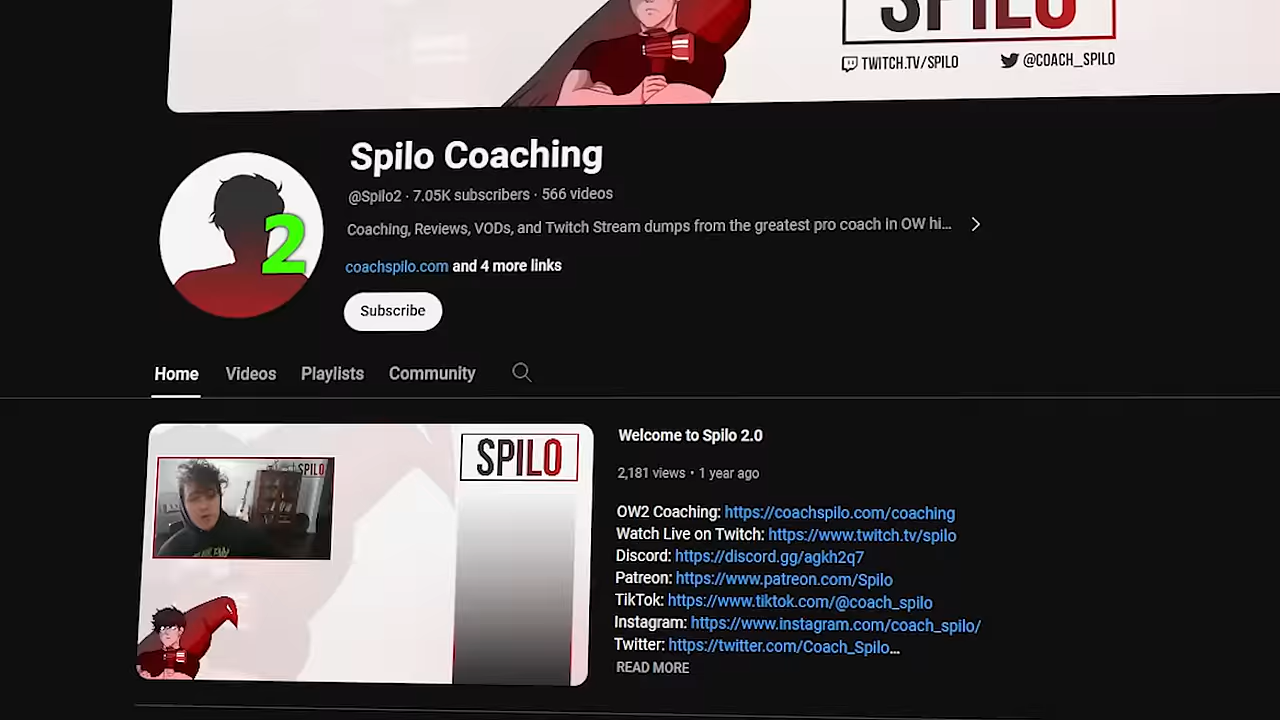 SPILO
TWITCH.TV/SPILO @COACH_SPILO
Spilo Coaching
@Spilo2 · 7.05K subscribers · 566 videos
Coaching, Reviews, VODs, and Twitch Stream dumps from the greatest pro coach in OW hi...
2
coachspilo.com and 4 more links
Subscribe
Home Videos Playlists Community
Welcome to Spilo 2.0
SPILO
SPILO
2,181 views • 1 year ago
OW2 Coaching: https://coachspilo.com/coaching
Watch Live on Twitch: https://www.twitch.tv/spilo
Discord: https://discord.gg/agkh2q7
Patreon: https://www.patreon.com/Spilo
TikTok: https://www.tiktok.com/@coach_spilo
Instagram: https://www.instagram.com/coach_spilo/
Twitter: https://twitter.com/Coach_Spilo...
READ MORE